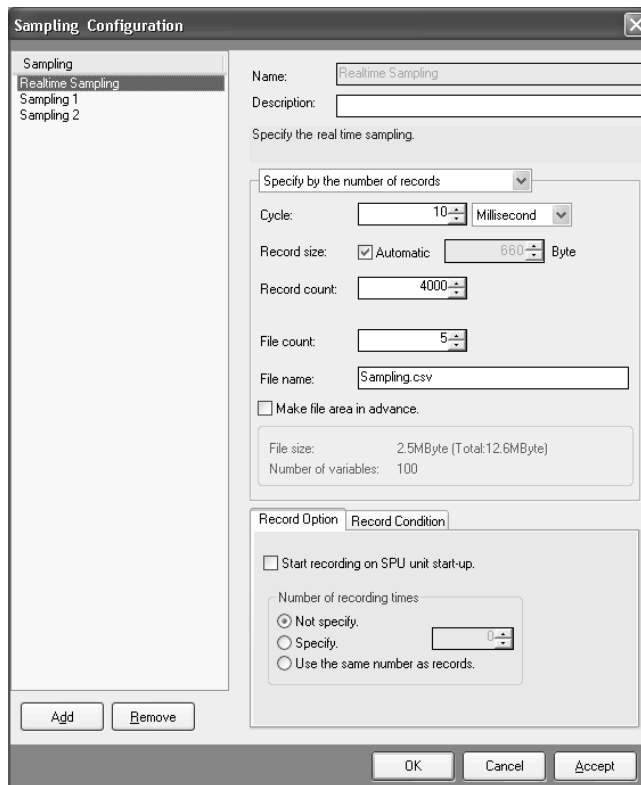 Sampling Configuration
Sampling
Realtime Sampling
Sampling 1
Sampling 2
Add
Remove
Name: Realtime Sampling
Description:
Specify the real time sampling.
Specify by the number of records
Cycle: 10 Millisecond
Record size: Automatic 660 Byte
Record count: 4000
File count: 5
File name: Sampling.csv
Make file area in advance.
File size: 2.5MByte (Total:12.6MByte)
Number of variables: 100
Record Option Record Condition
Start recording on SPU unit start-up.
Number of recording times
Not specify.
Specify. 0
Use the same number as records.
OK Cancel Accept